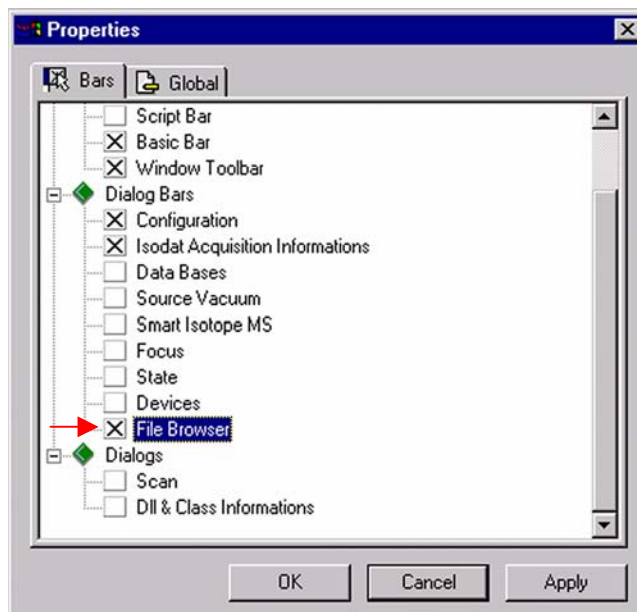 Properties
Bars Global
Script Bar
Basic Bar
Window Toolbar
Dialog Bars
Configuration
Isodat Acquisition Informations
Data Bases
Source Vacuum
Smart Isotope MS
Focus
State
Devices
File Browser
Dialogs
Scan
Dll & Class Informations
OK Cancel Apply